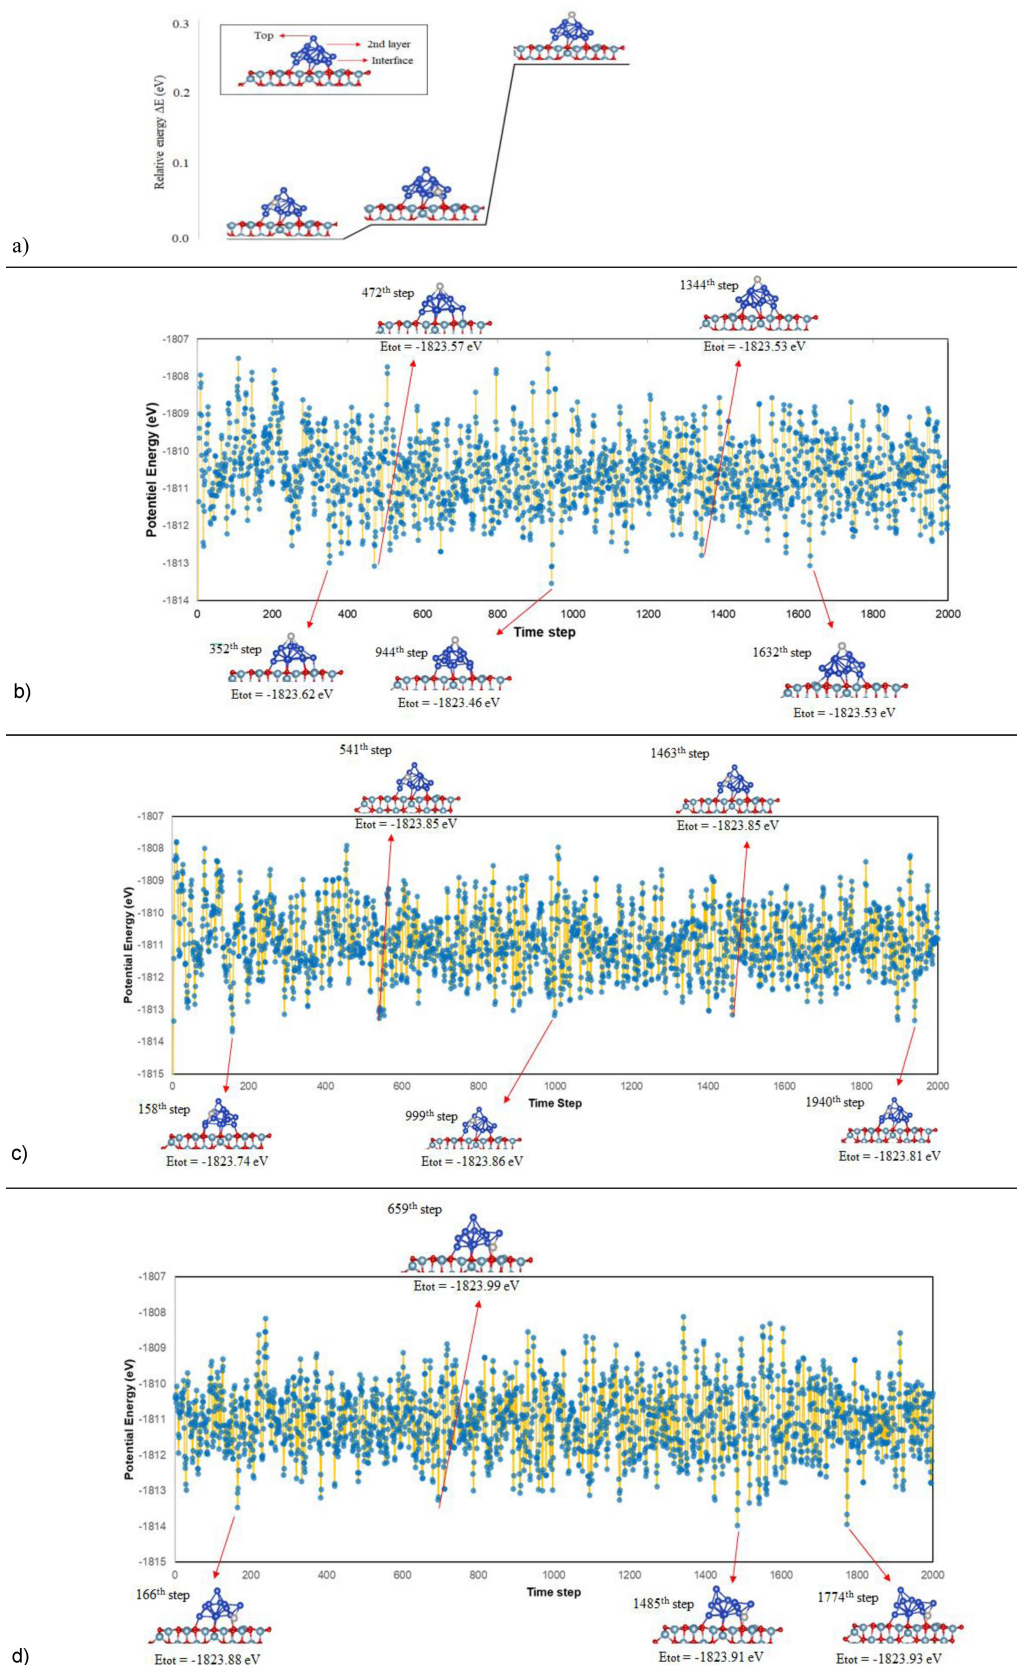 0.3
Top
2nd layer
Interface
0.2
Relative energy ΔE (eV)
0.1
0.0
a)
472th step
1344th step
Etot = -1823.57 eV
Etot = -1823.53 eV
-1807
-1808
-1809
-1810
-1811
-1812
-1813
-1814
Potentiel Energy (eV)
0 200 400 600 800 1000 1200 1400 1600 1800 2000
Time step
352th step
944th step
1632th step
Etot = -1823.62 eV
Etot = -1823.46 eV
Etot = -1823.53 eV
b)
541th step
1463th step
Etot = -1823.85 eV
Etot = -1823.85 eV
-1807
-1808
-1809
-1810
-1811
-1812
-1813
-1814
-1815
Potential Energy (eV)
0 200 400 600 800 1000 1200 1400 1600 1800 2000
Time Step
158th step
999th step
1940th step
Etot = -1823.74 eV
Etot = -1823.86 eV
Etot = -1823.81 eV
c)
659th step
Etot = -1823.99 eV
-1807
-1808
-1809
-1810
-1811
-1812
-1813
-1814
-1815
Potential Energy (eV)
0 200 400 600 800 1000 1200 1400 1600 1800 2000
Time step
166th step
1485th step
1774th step
Etot = -1823.88 eV
Etot = -1823.91 eV
Etot = -1823.93 eV
d)